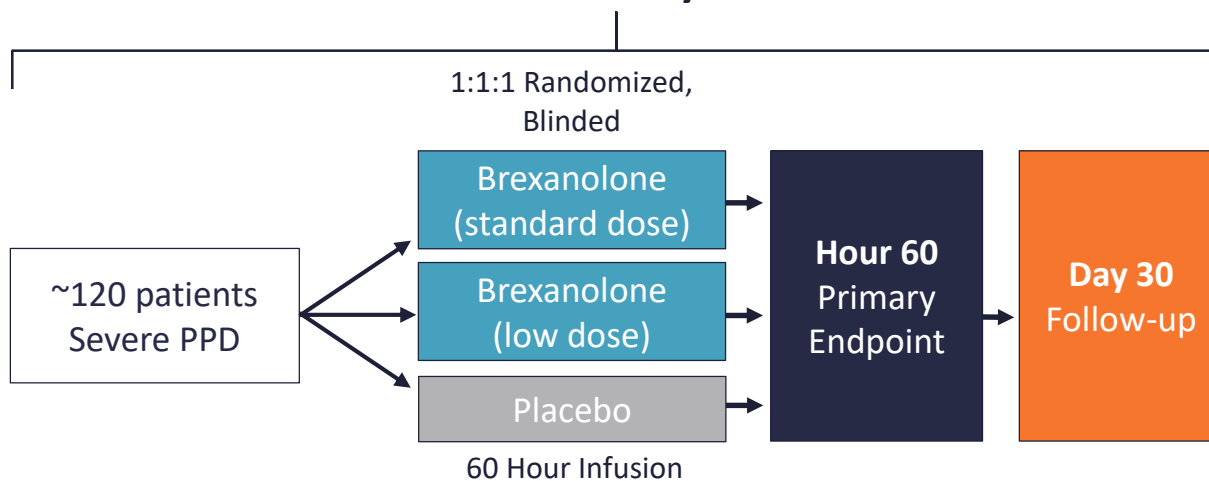 1:1:1 Randomized,
Blinded
~120 patients
Severe PPD
Brexanolone
(standard dose)
Brexanolone
(low dose)
Placebo
60 Hour Infusion
Hour 60
Primary
Endpoint
Day 30
Follow-up